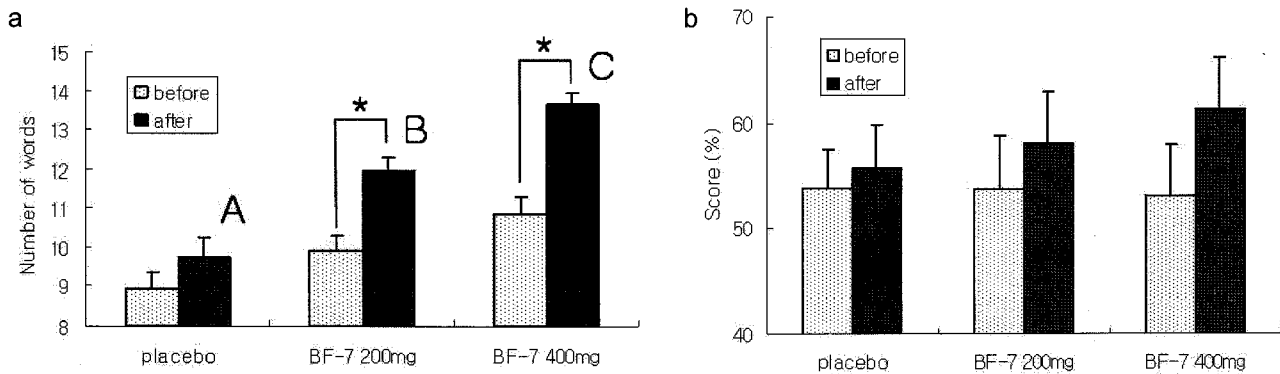 a
Number of words
15
14
13
12
11
10
9
8
before
after
A
*
B
*
C
placebo
BF-7 200mg
BF-7 400mg
b
Score (%)
70
60
50
40
before
after
placebo
BF-7 200mg
BF-7 400mg